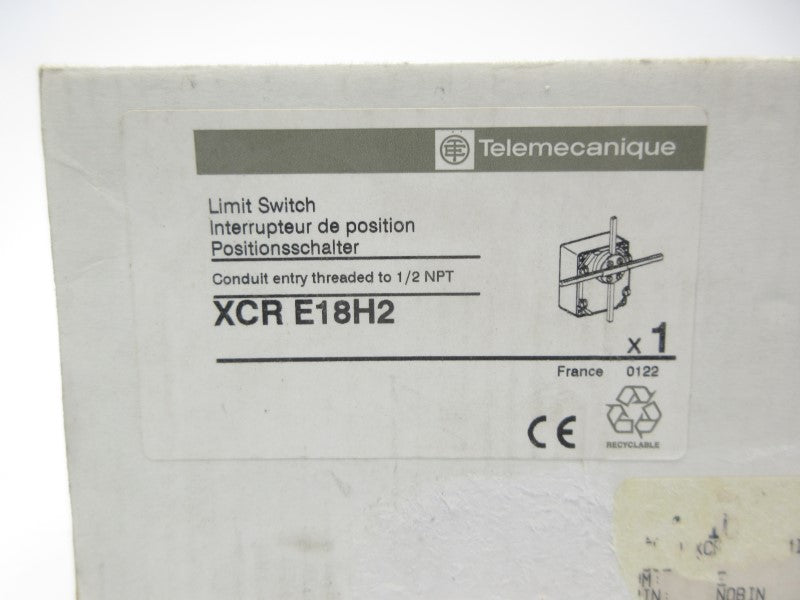 Telemecanique
Limit Switch
Interrupteur de position
Positionsschalter
Conduit entry threaded to 1/2 NPT
XCR E18H2
x 1
France 0122
CE
RECYCLABLE
NOBIN